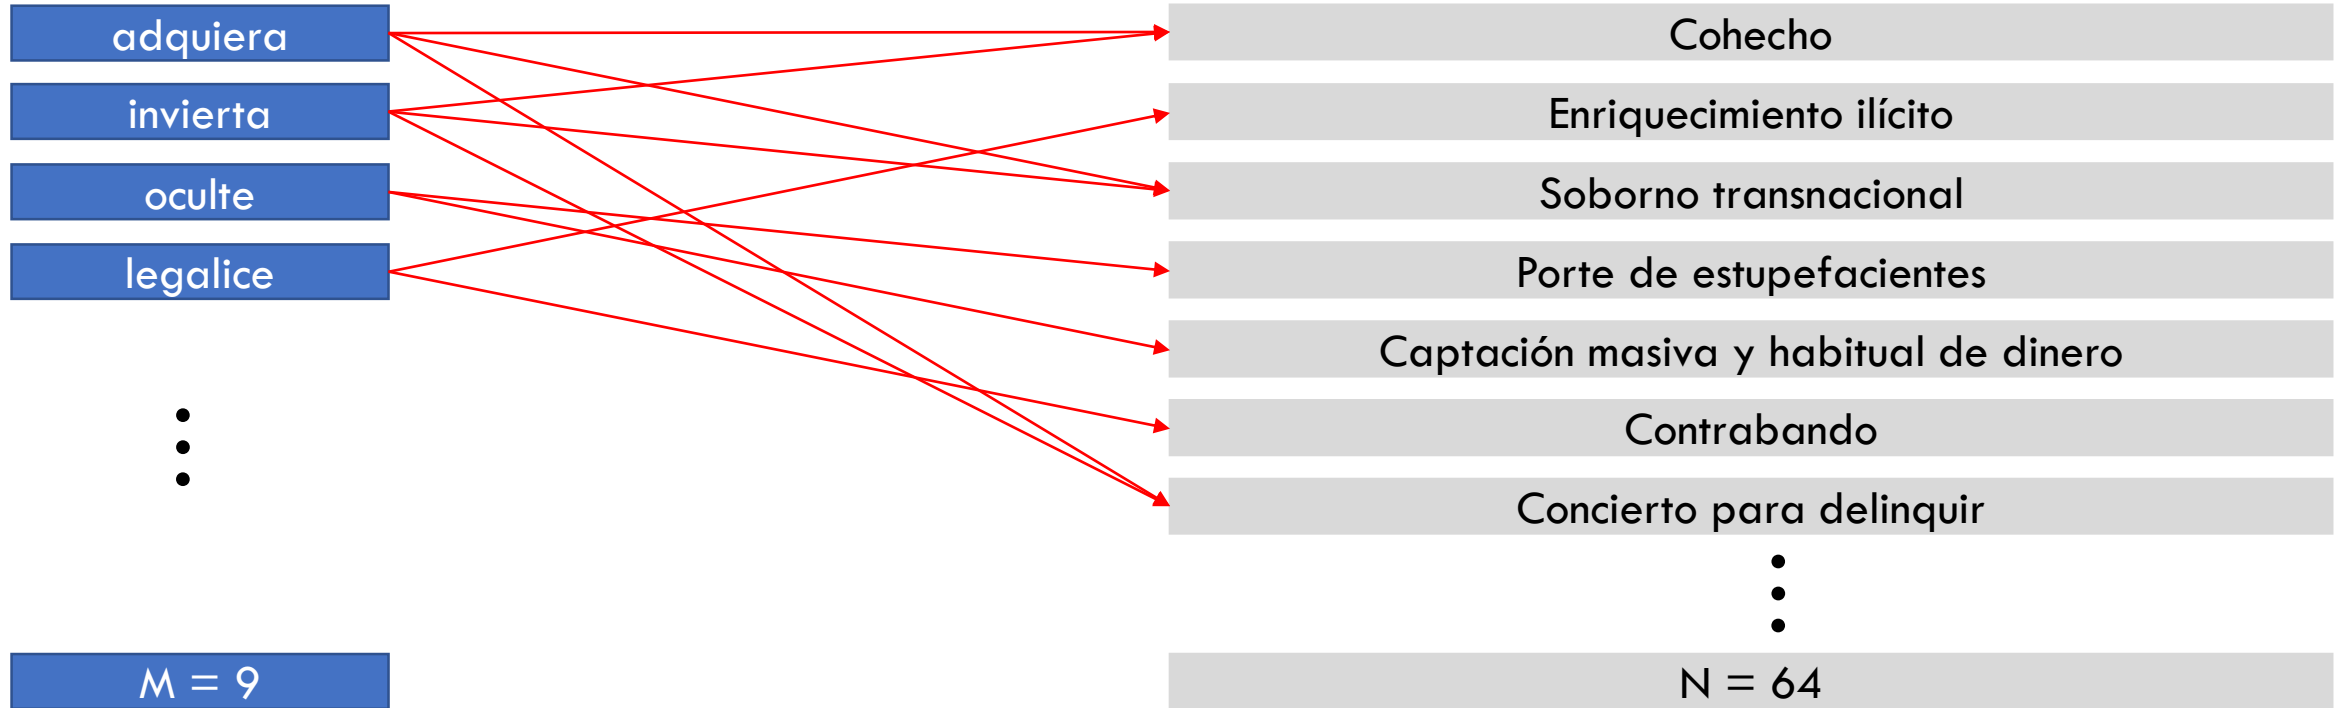 adquiera
invierta
oculte
legalice
M = 9
Cohecho
Enriquecimiento ilícito
Soborno transnacional
Porte de estupefacientes
Captación masiva y habitual de dinero
Contrabando
Concierto para delinquir
N = 64